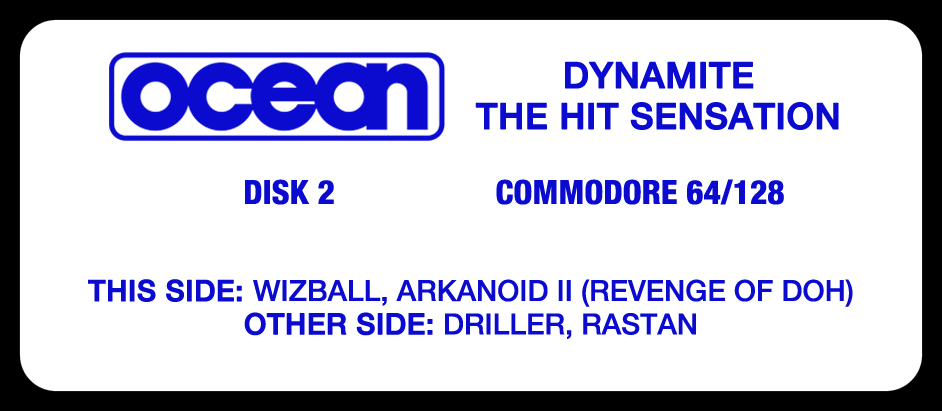 ocean
DYNAMITE
THE HIT SENSATION
DISK 2
COMMODORE 64/128
THIS SIDE: WIZBALL, ARKANOID II (REVENGE OF DOH)
OTHER SIDE: DRILLER, RASTAN